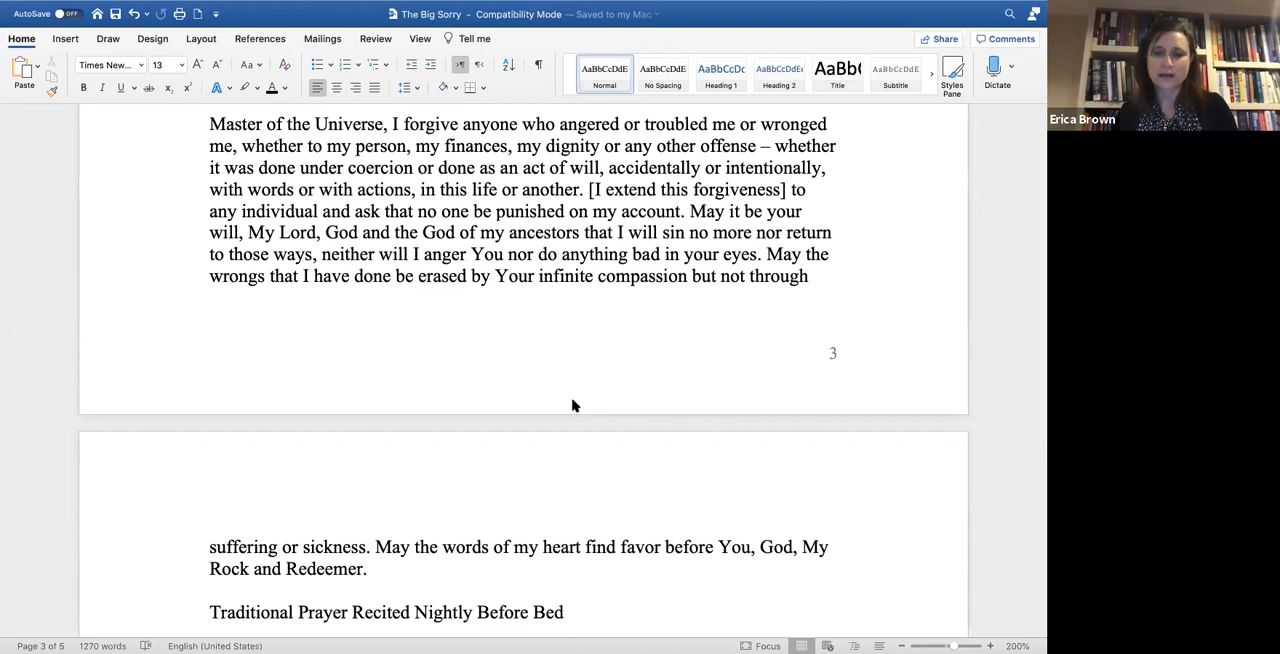 AutoSave OFF The Big Sorry - Compatibility Mode — Saved to my Mac
Home Insert Draw Design Layout References Mailings Review View Tell me Share Comments
Paste Times New... 13 A A Aa A AaBbCcDdE AaBbCcDdE AaBbCcDc AaBbCcDdEe AaBb( AaBbCcDdE
B I U ab x₂ x² A A Normal No Spacing Heading 1 Heading 2 Title Subtitle Styles Pane Dictate
Erica Brown
Master of the Universe, I forgive anyone who angered or troubled me or wronged
me, whether to my person, my finances, my dignity or any other offense – whether
it was done under coercion or done as an act of will, accidentally or intentionally,
with words or with actions, in this life or another. [I extend this forgiveness] to
any individual and ask that no one be punished on my account. May it be your
will, My Lord, God and the God of my ancestors that I will sin no more nor return
to those ways, neither will I anger You nor do anything bad in your eyes. May the
wrongs that I have done be erased by Your infinite compassion but not through
3
suffering or sickness. May the words of my heart find favor before You, God, My
Rock and Redeemer.
Traditional Prayer Recited Nightly Before Bed
Page 3 of 5 1270 words English (United States) Focus 200%